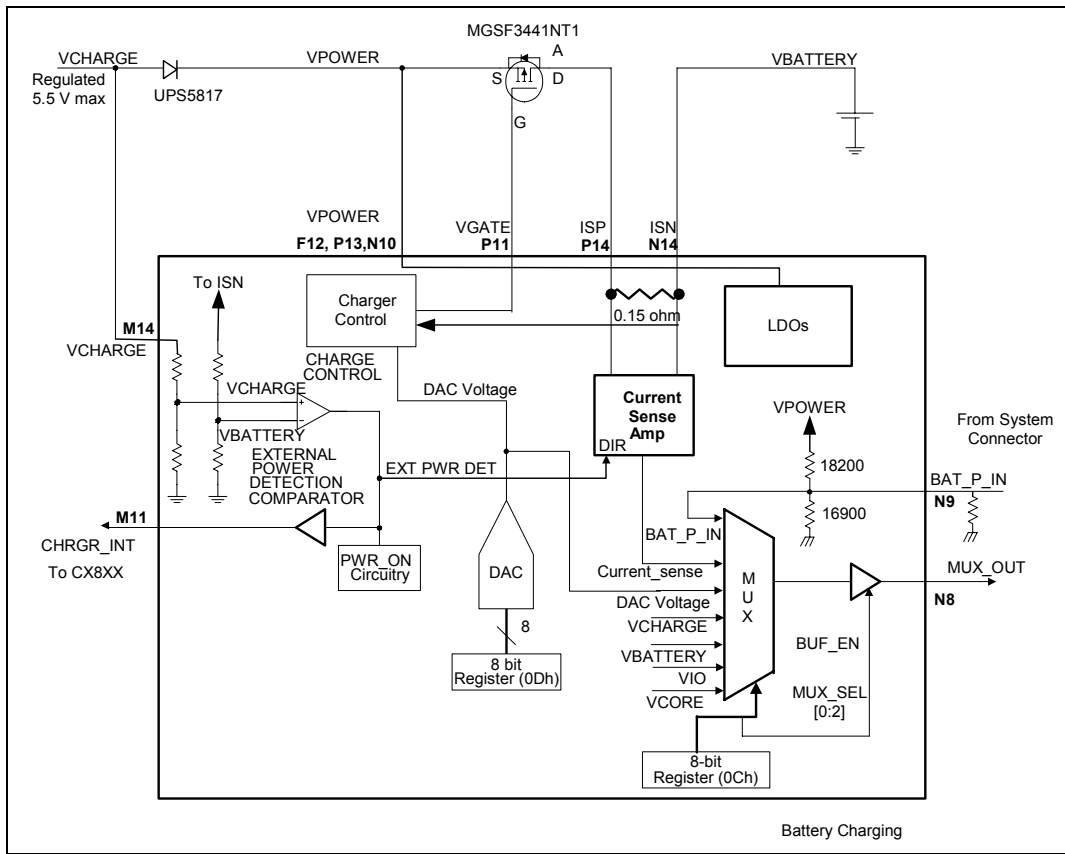 MGSF3441NT1
VCHARGE
VPOWER
A
VBATTERY
Regulated
5.5 V max
UPS5817
S
D
G
VPOWER
F12, P13,N10
VGATE
P11
ISP
P14
ISN
N14
To ISN
Charger
Control
0.15 ohm
LDOs
M14
VCHARGE
CHARGE
CONTROL
VCHARGE
+
−
DAC Voltage
Current
Sense
Amp
DIR
VPOWER
From System
Connector
VBATTERY
EXTERNAL
POWER
DETECTION
COMPARATOR
EXT PWR DET
18200
BAT_P_IN
N9
16900
M11
CHRGR_INT
To CX8XX
PWR_ON
Circuitry
DAC
8
8 bit
Register (0Dh)
BAT_P_IN
Current_sense
DAC Voltage
VCHARGE
VBATTERY
VIO
VCORE
M
U
X
MUX_OUT
N8
BUF_EN
MUX_SEL
[0:2]
8-bit
Register (0Ch)
Battery Charging